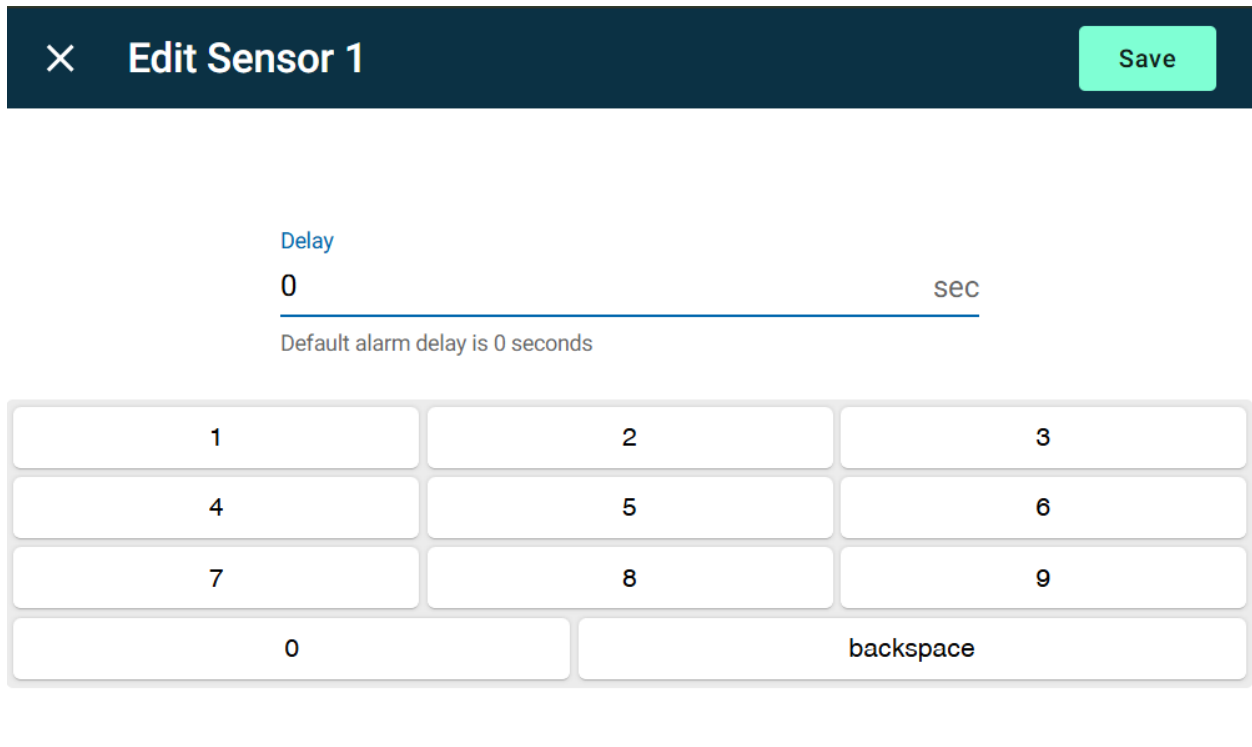 Edit Sensor 1 Save
Delay
0 sec
Default alarm delay is 0 seconds
1 2 3
4 5 6
7 8 9
0 backspace